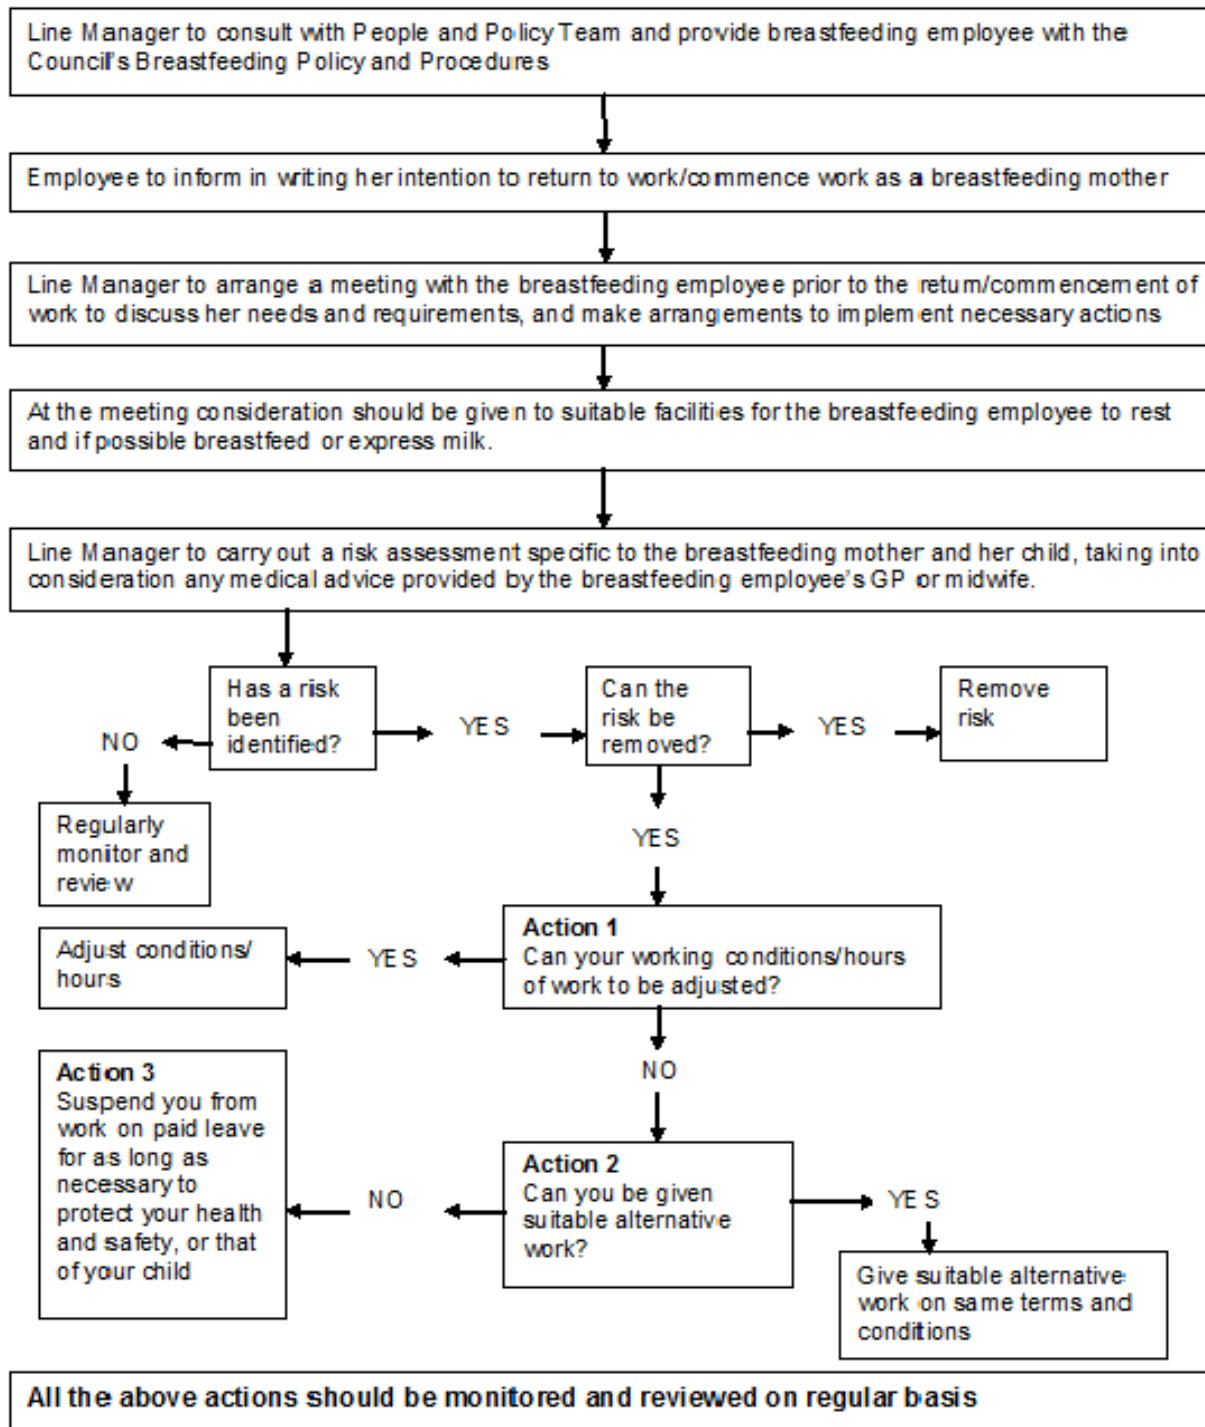 Line Manager to consult with People and Policy Team and provide breastfeeding employee with the
Council's Breastfeeding Policy and Procedures
Employee to inform in writing her intention to return to work/commence work as a breastfeeding mother
Line Manager to arrange a meeting with the breastfeeding employee prior to the return/commencement of
work to discuss her needs and requirements, and make arrangements to implement necessary actions
At the meeting consideration should be given to suitable facilities for the breastfeeding employee to rest
and if possible breastfeed or express milk.
Line Manager to carry out a risk assessment specific to the breastfeeding mother and her child, taking into
consideration any medical advice provided by the breastfeeding employee's GP or midwife.
Has a risk
been
identified?
YES
Can the
risk be
removed?
YES
Remove
risk
NO
Regularly
monitor and
review
YES
Action 1
Can your working conditions/hours
of work to be adjusted?
YES
Adjust conditions/
hours
NO
Action 2
Can you be given
suitable alternative
work?
NO
Action 3
Suspend you from
work on paid leave
for as long as
necessary to
protect your health
and safety, or that
of your child
YES
Give suitable alternative
work on same terms and
conditions
All the above actions should be monitored and reviewed on regular basis